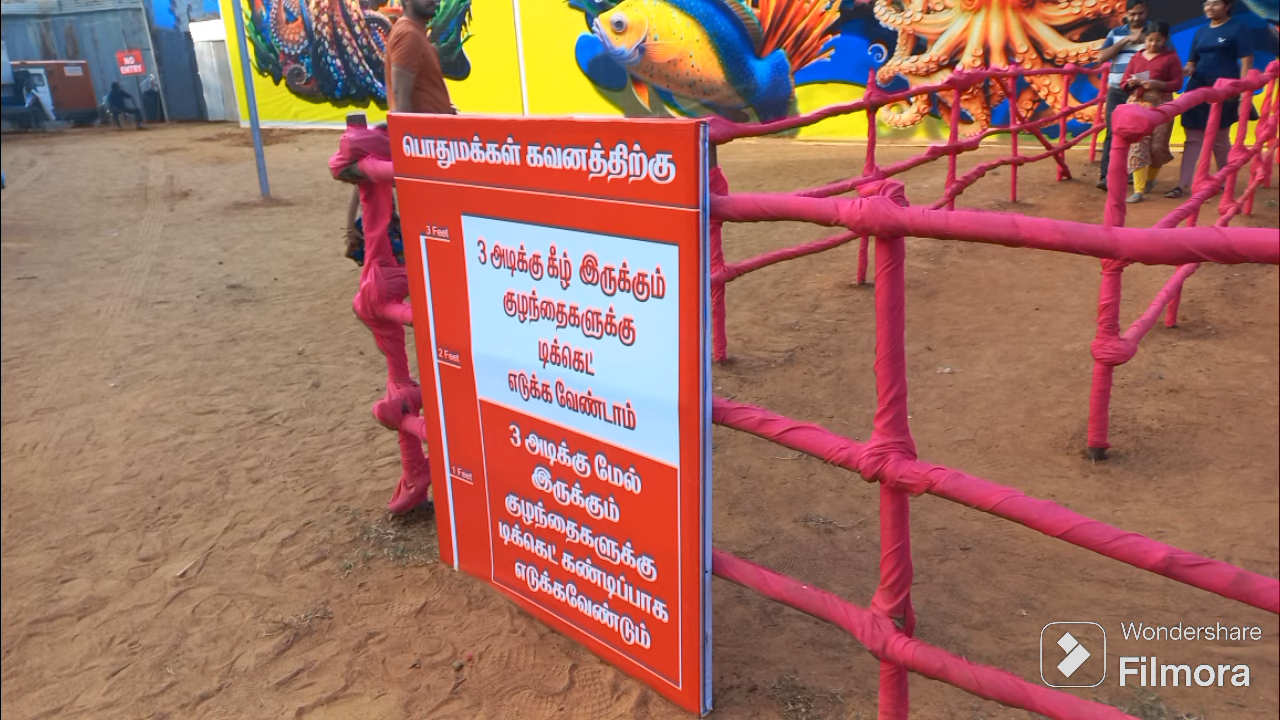 NO
ENTRY
பொதுமக்கள் கவனத்திற்கு
3 Feet
3 அடிக்கு கீழ் இருக்கும்
குழந்தைகளுக்கு
டிக்கெட்
எடுக்க வேண்டாம்
2 Feet
3 அடிக்கு மேல்
இருக்கும்
குழந்தைகளுக்கு
டிக்கெட் கண்டிப்பாக
எடுக்கவேண்டும்
1 Feet
Wondershare
Filmora